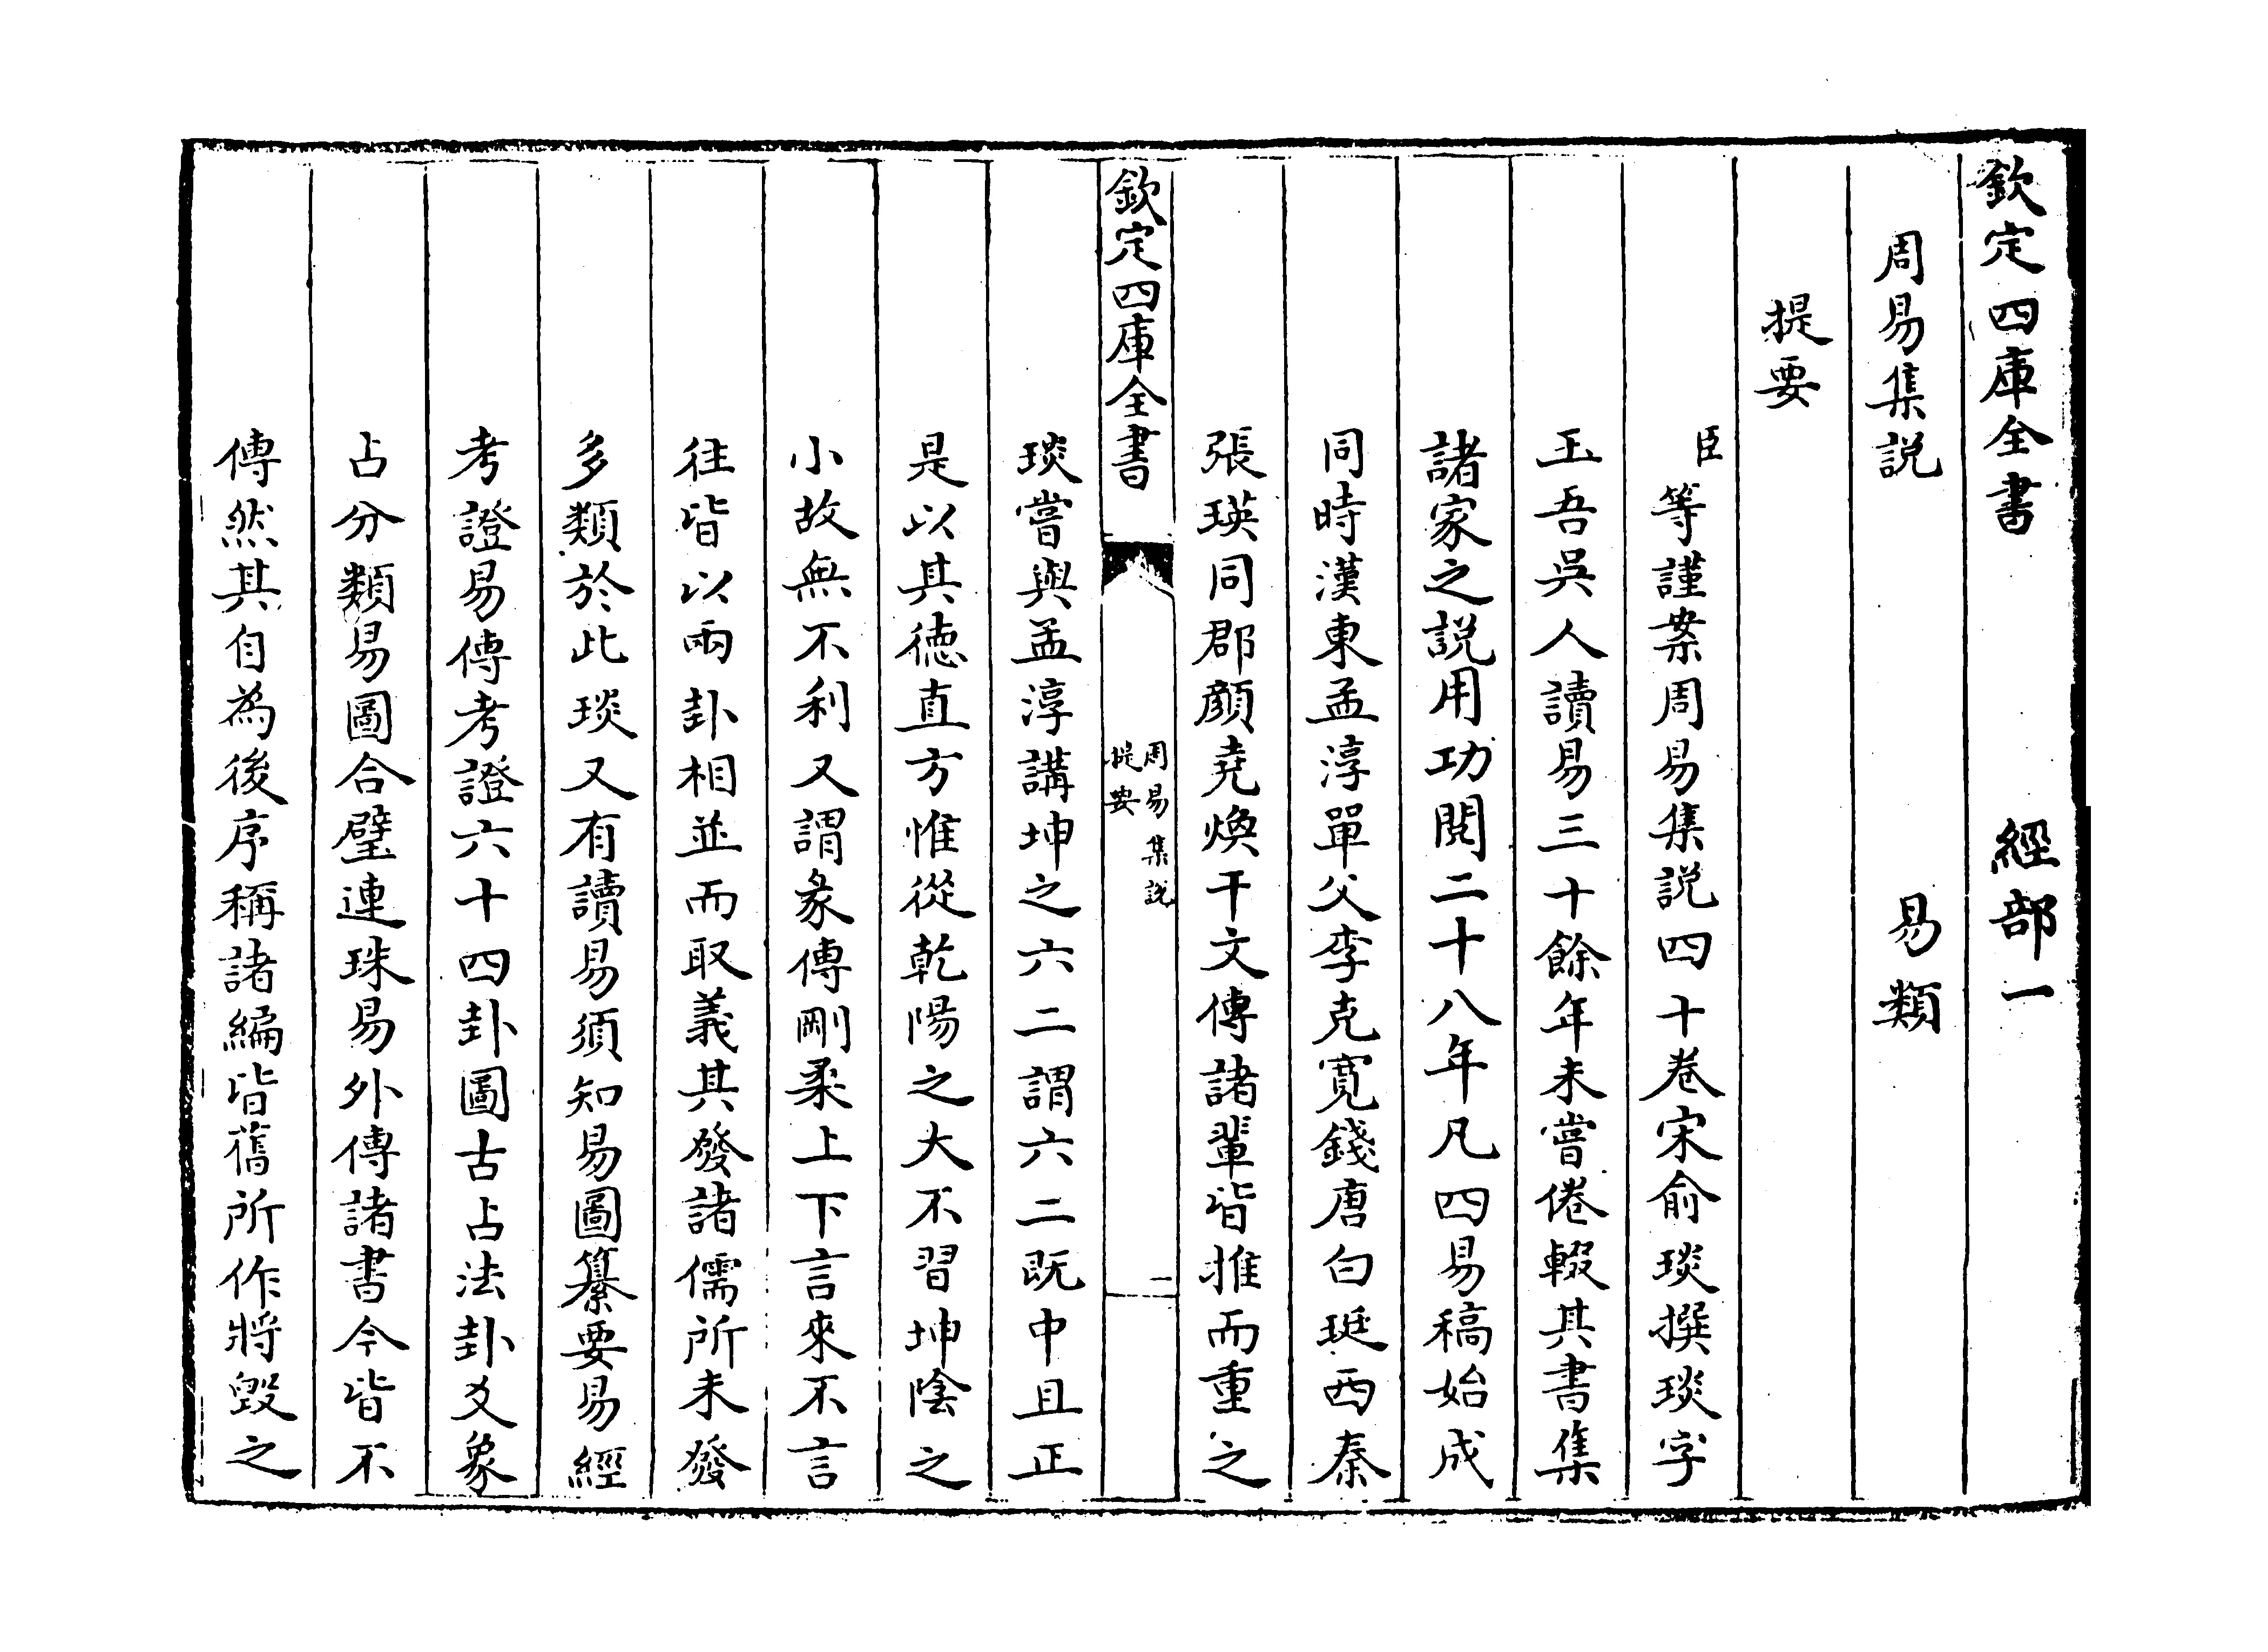 欽定四庫全書 經部一
周易集説 易類
提要
臣等謹案周易集説四十卷宋俞琰撰琰字
玉吾吳人讀易三十餘年未嘗倦輟其書集
諸家之説用功閱二十八年凡四易稿始成
同時漢東孟淳單父李克寛錢唐白珽西秦
張瑛同郡顏堯煥干文傳諸輩皆推而重之
欽定四庫全書
周易集説
提要
一
琰嘗與孟淳講坤之六二謂六二既中且正
是以其徳直方惟從乾陽之大不習坤陰之
小故無不利又謂彖傳剛柔上下言來不言
往皆以兩卦相並而取義其發諸儒所未發
多類於此琰又有讀易須知易圖纂要易經
考證易傳考證六十四卦圖古占法卦爻象
占分類易圖合璧連珠易外傳諸書今皆不
傳然其自為後序稱諸編皆舊所作將毀之